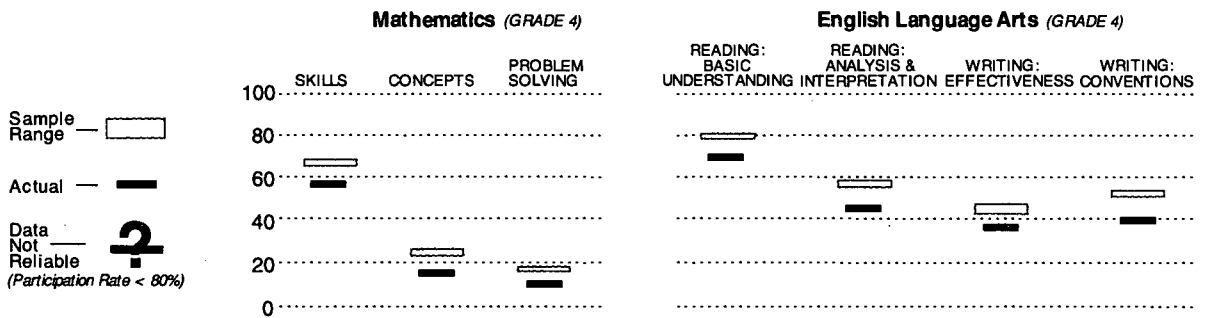 Mathematics (GRADE 4)
English Language Arts (GRADE 4)
SKILLS
CONCEPTS
PROBLEM
SOLVING
READING:
BASIC
UNDERSTANDING
READING:
ANALYSIS &
INTERPRETATION
WRITING:
EFFECTIVENESS
WRITING:
CONVENTIONS
100
80
60
40
20
0
Sample
Range
Actual
Data
Not
Reliable
?
(Participation Rate < 80%)